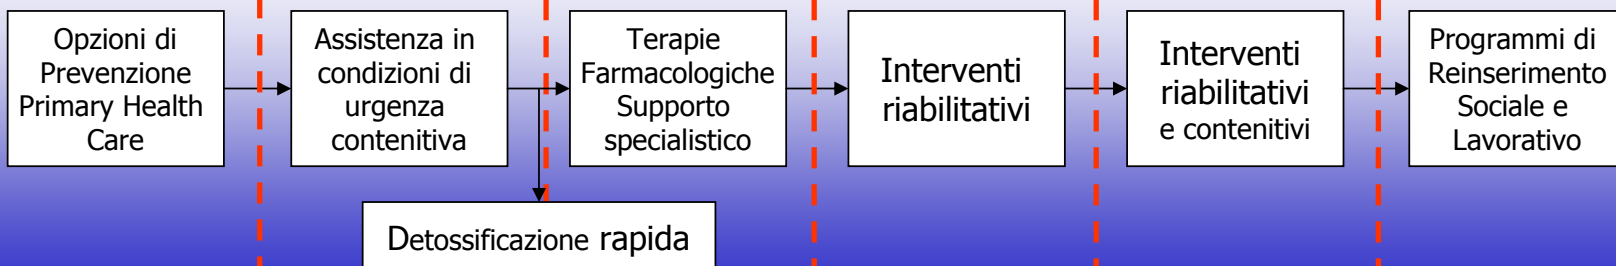 Opzioni di
Prevenzione
Primary Health
Care
Assistenza in
condizioni di
urgenza
contenitiva
Terapie
Farmacologiche
Supporto
specialistico
Interventi
riabilitativi
Interventi
riabilitativi
e contenitivi
Programmi di
Reinserimento
Sociale e
Lavorativo
Detossificazione rapida